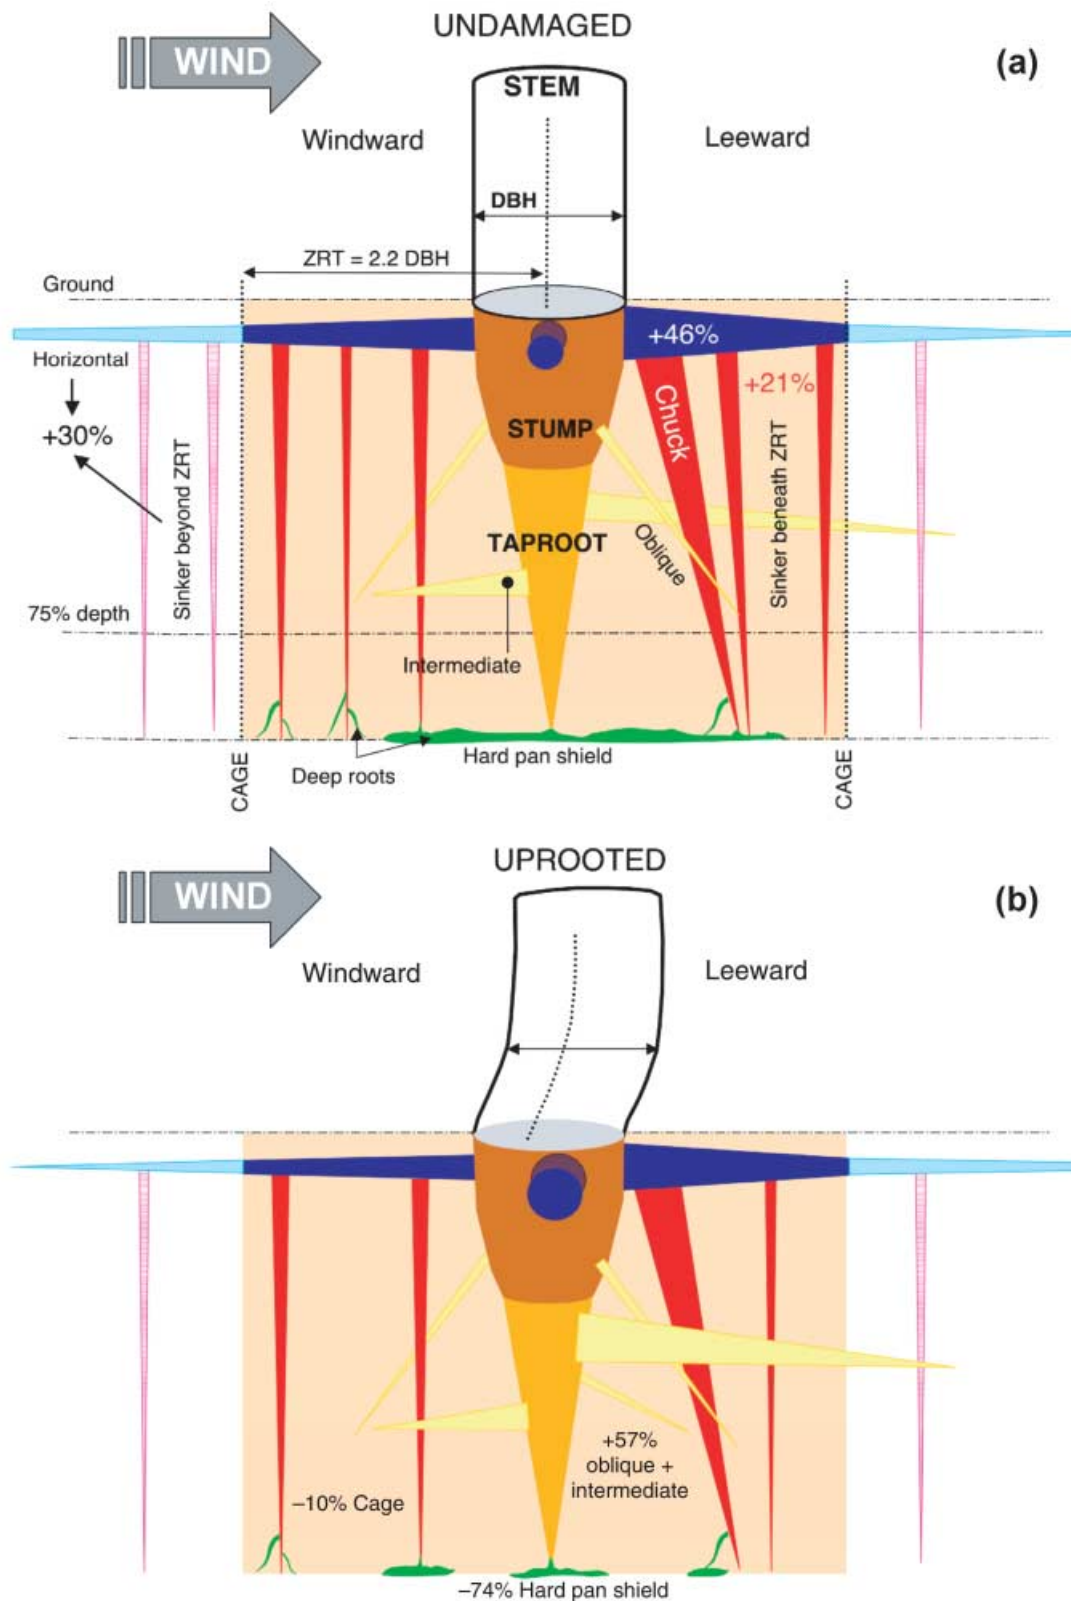 UNDAMAGED
(a)
WIND
STEM
Windward
Leeward
DBH
ZRT = 2.2 DBH
Ground
+46%
Horizontal
+21%
Chuck
+30%
STUMP
Sinker beyond ZRT
Sinker beneath ZRT
TAPROOT
Oblique
75% depth
Intermediate
Hard pan shield
Deep roots
CAGE
CAGE
UPROOTED
(b)
WIND
Windward
Leeward
+57%
oblique +
intermediate
–10% Cage
–74% Hard pan shield